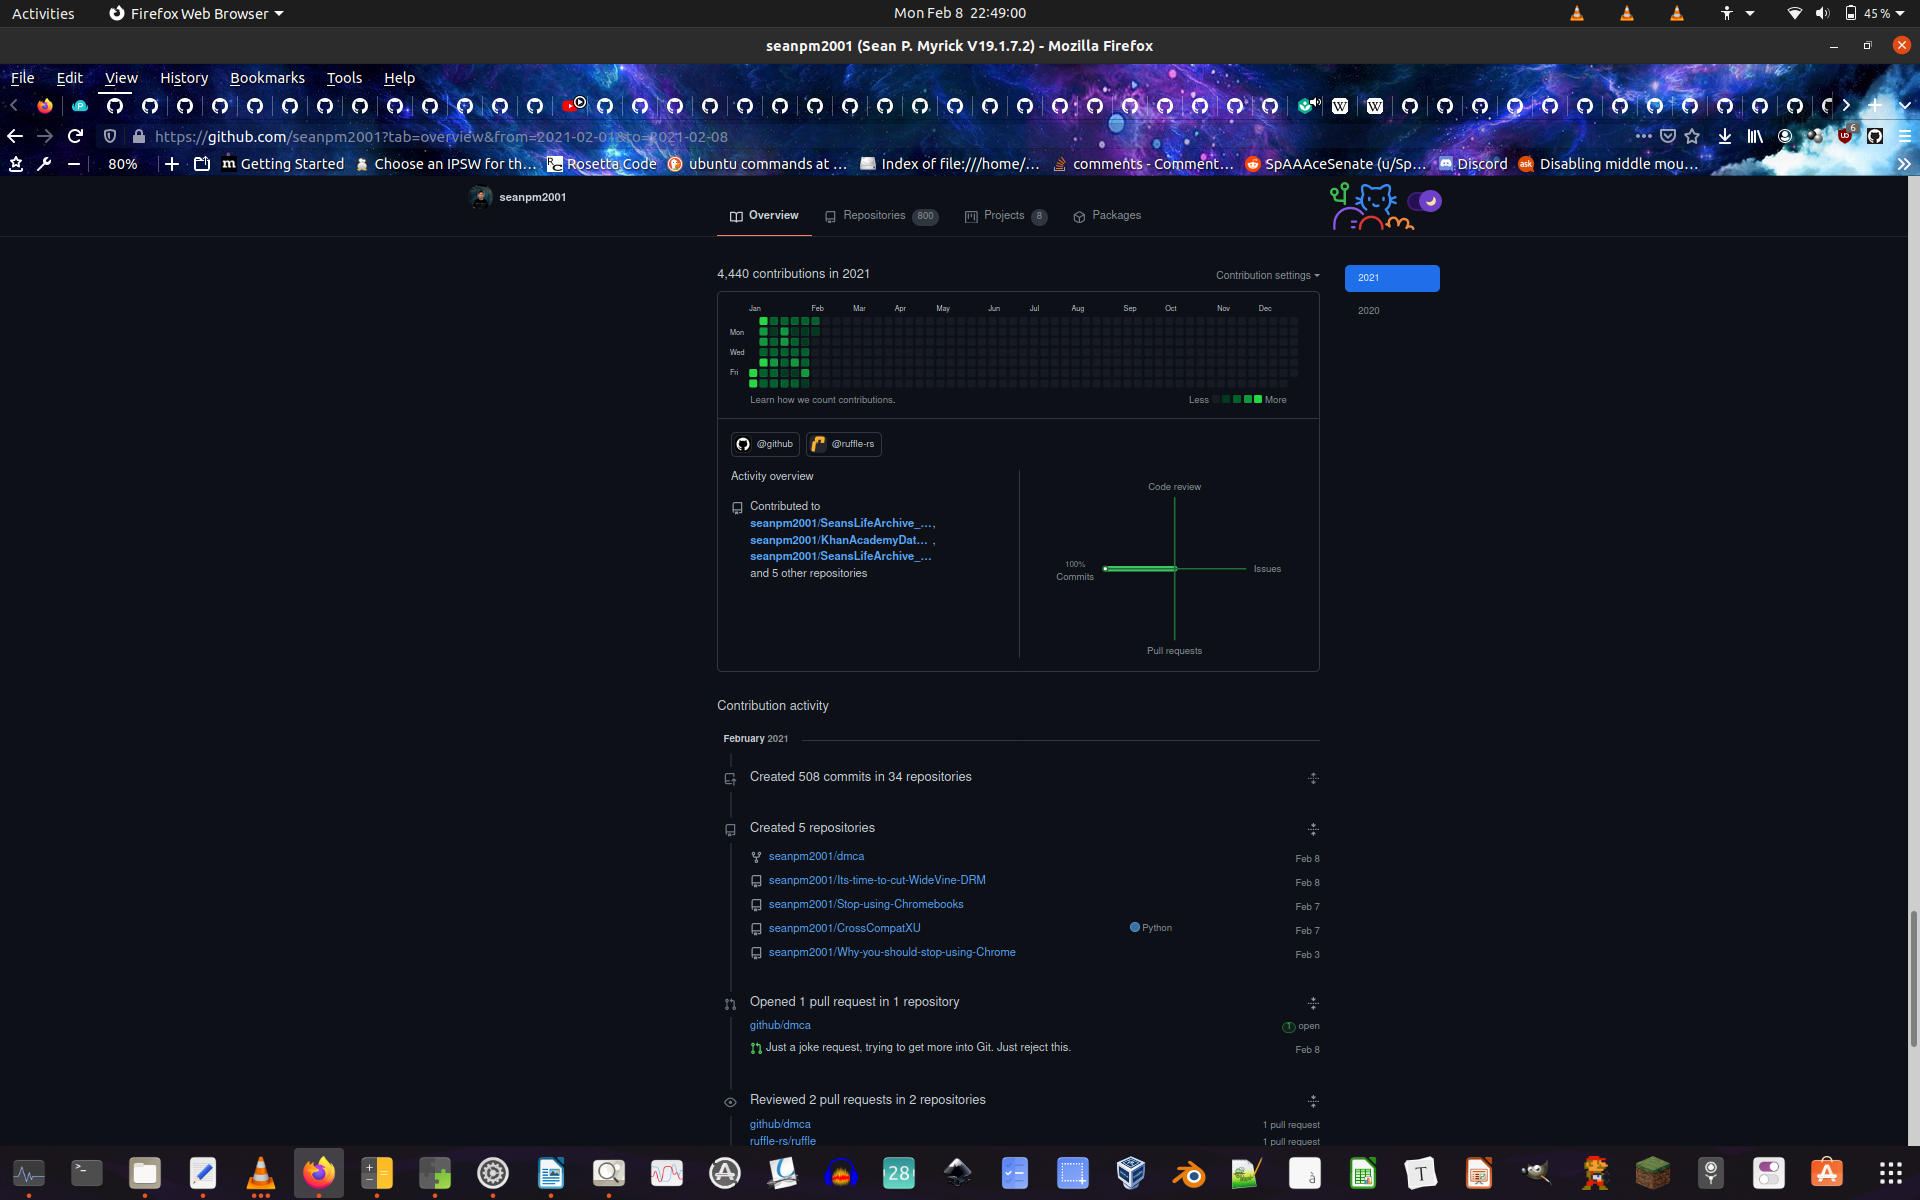 Activities
Firefox Web Browser
Mon Feb 8 22:49:00
45 %
seanpm2001 (Sean P. Myrick V19.1.7.2) - Mozilla Firefox
File Edit View History Bookmarks Tools Help
https://github.com/seanpm2001?tab=overview&from=2021-02-01&to=2021-02-08
6
80%
Getting Started
Choose an IPSW for th…
Rosetta Code
ubuntu commands at …
Index of file:///home/…
comments - Comment…
SpAAAceSenate (u/Sp…
Discord
Disabling middle mou…
seanpm2001
Overview
Repositories 800
Projects 8
Packages
4,440 contributions in 2021
Contribution settings
2021
2020
Jan Feb Mar Apr May Jun Jul Aug Sep Oct Nov Dec
Mon
Wed
Fri
Learn how we count contributions.
Less More
@github
@ruffle-rs
Activity overview
Contributed to
seanpm2001/SeansLifeArchive_… ,
seanpm2001/KhanAcademyDat… ,
seanpm2001/SeansLifeArchive_…
and 5 other repositories
Code review
100%
Commits
Issues
Pull requests
Contribution activity
February 2021
Created 508 commits in 34 repositories
Created 5 repositories
seanpm2001/dmca Feb 8
seanpm2001/Its-time-to-cut-WideVine-DRM Feb 8
seanpm2001/Stop-using-Chromebooks Feb 7
seanpm2001/CrossCompatXU Python Feb 7
seanpm2001/Why-you-should-stop-using-Chrome Feb 3
Opened 1 pull request in 1 repository
github/dmca 1 open
Just a joke request, trying to get more into Git. Just reject this. Feb 8
Reviewed 2 pull requests in 2 repositories
github/dmca 1 pull request
ruffle-rs/ruffle 1 pull request
28